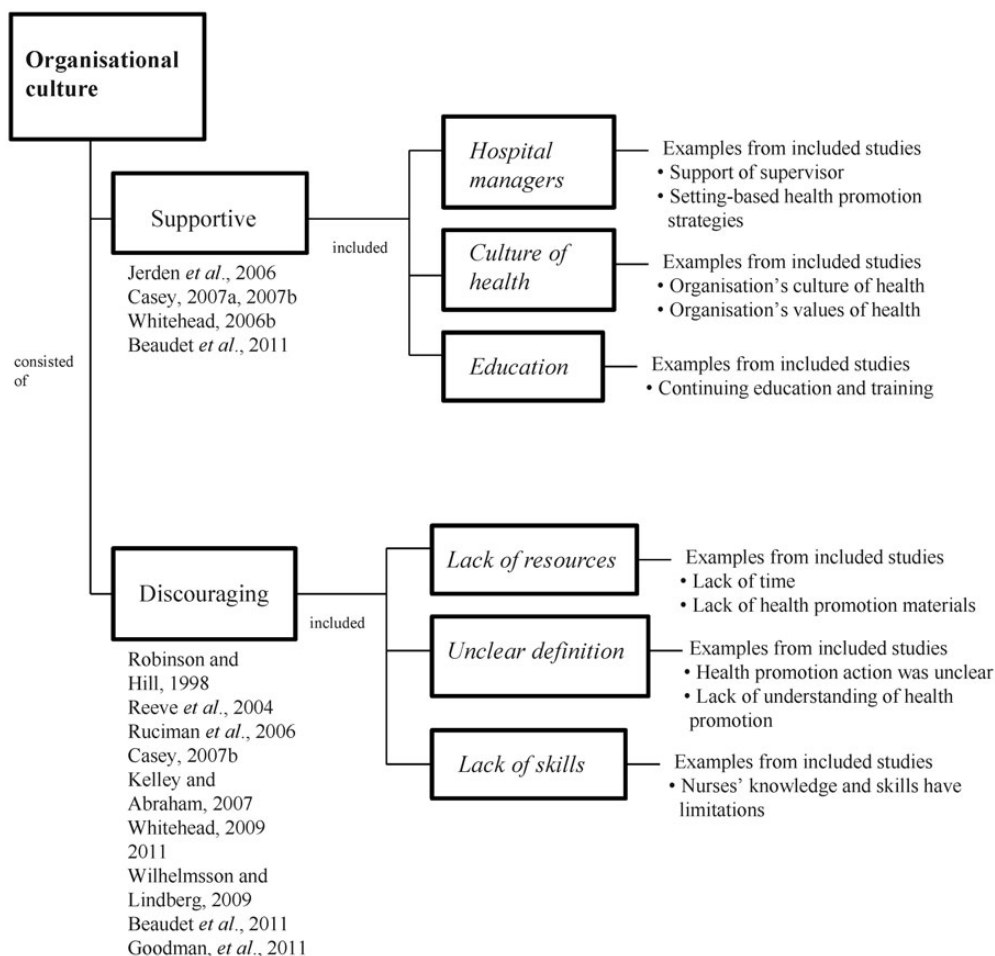 Organisational
culture
consisted
of
Supportive
Jerden et al., 2006
Casey, 2007a, 2007b
Whitehead, 2006b
Beaudet et al., 2011
included
Hospital
managers
Examples from included studies
• Support of supervisor
• Setting-based health promotion
strategies
Culture of
health
Examples from included studies
• Organisation’s culture of health
• Organisation’s values of health
Education
Examples from included studies
• Continuing education and training
Discouraging
Robinson and
Hill, 1998
Reeve et al., 2004
Ruciman et al., 2006
Casey, 2007b
Kelley and
Abraham, 2007
Whitehead, 2009
2011
Wilhelmsson and
Lindberg, 2009
Beaudet et al., 2011
Goodman, et al., 2011
included
Lack of resources
Examples from included studies
• Lack of time
• Lack of health promotion materials
Unclear definition
Examples from included studies
• Health promotion action was unclear
• Lack of understanding of health
promotion
Lack of skills
Examples from included studies
• Nurses’ knowledge and skills have
limitations